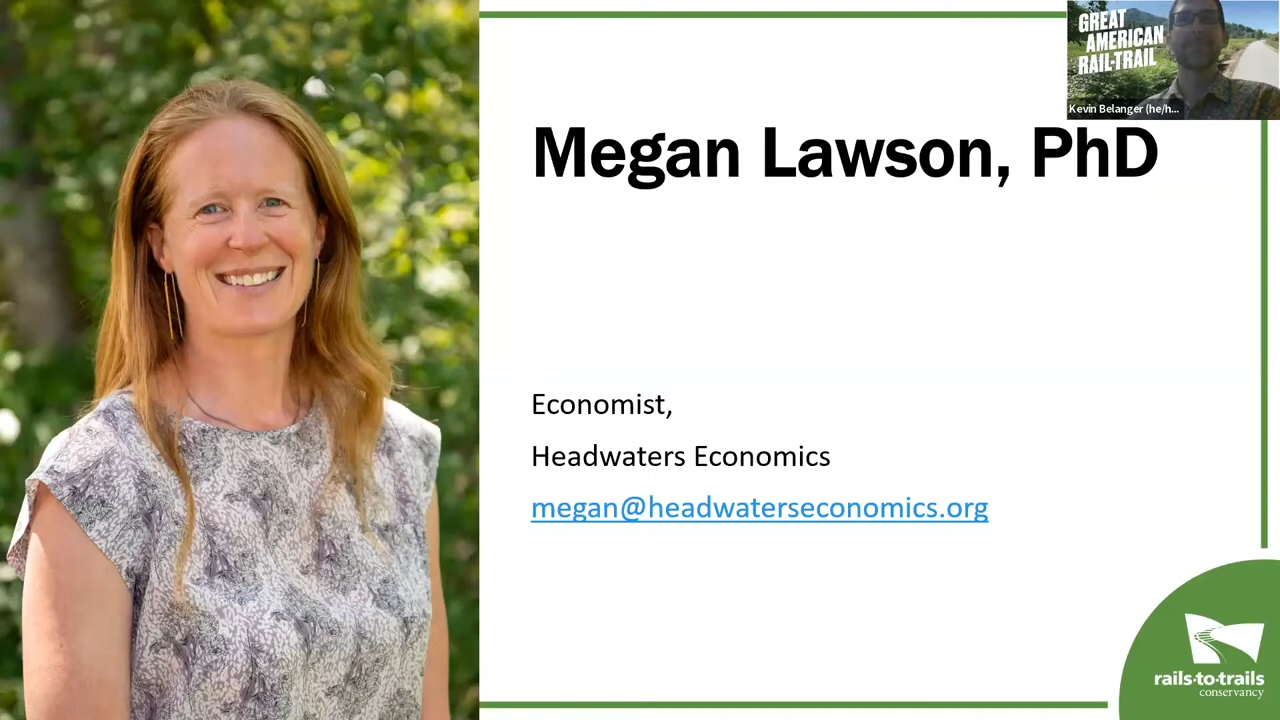 GREAT
AMERICAN
RAIL-TRAIL
Kevin Belanger (he/h...
Megan Lawson, PhD
Economist,
Headwaters Economics
megan@headwaterseconomics.org
rails-to-trails
conservancy